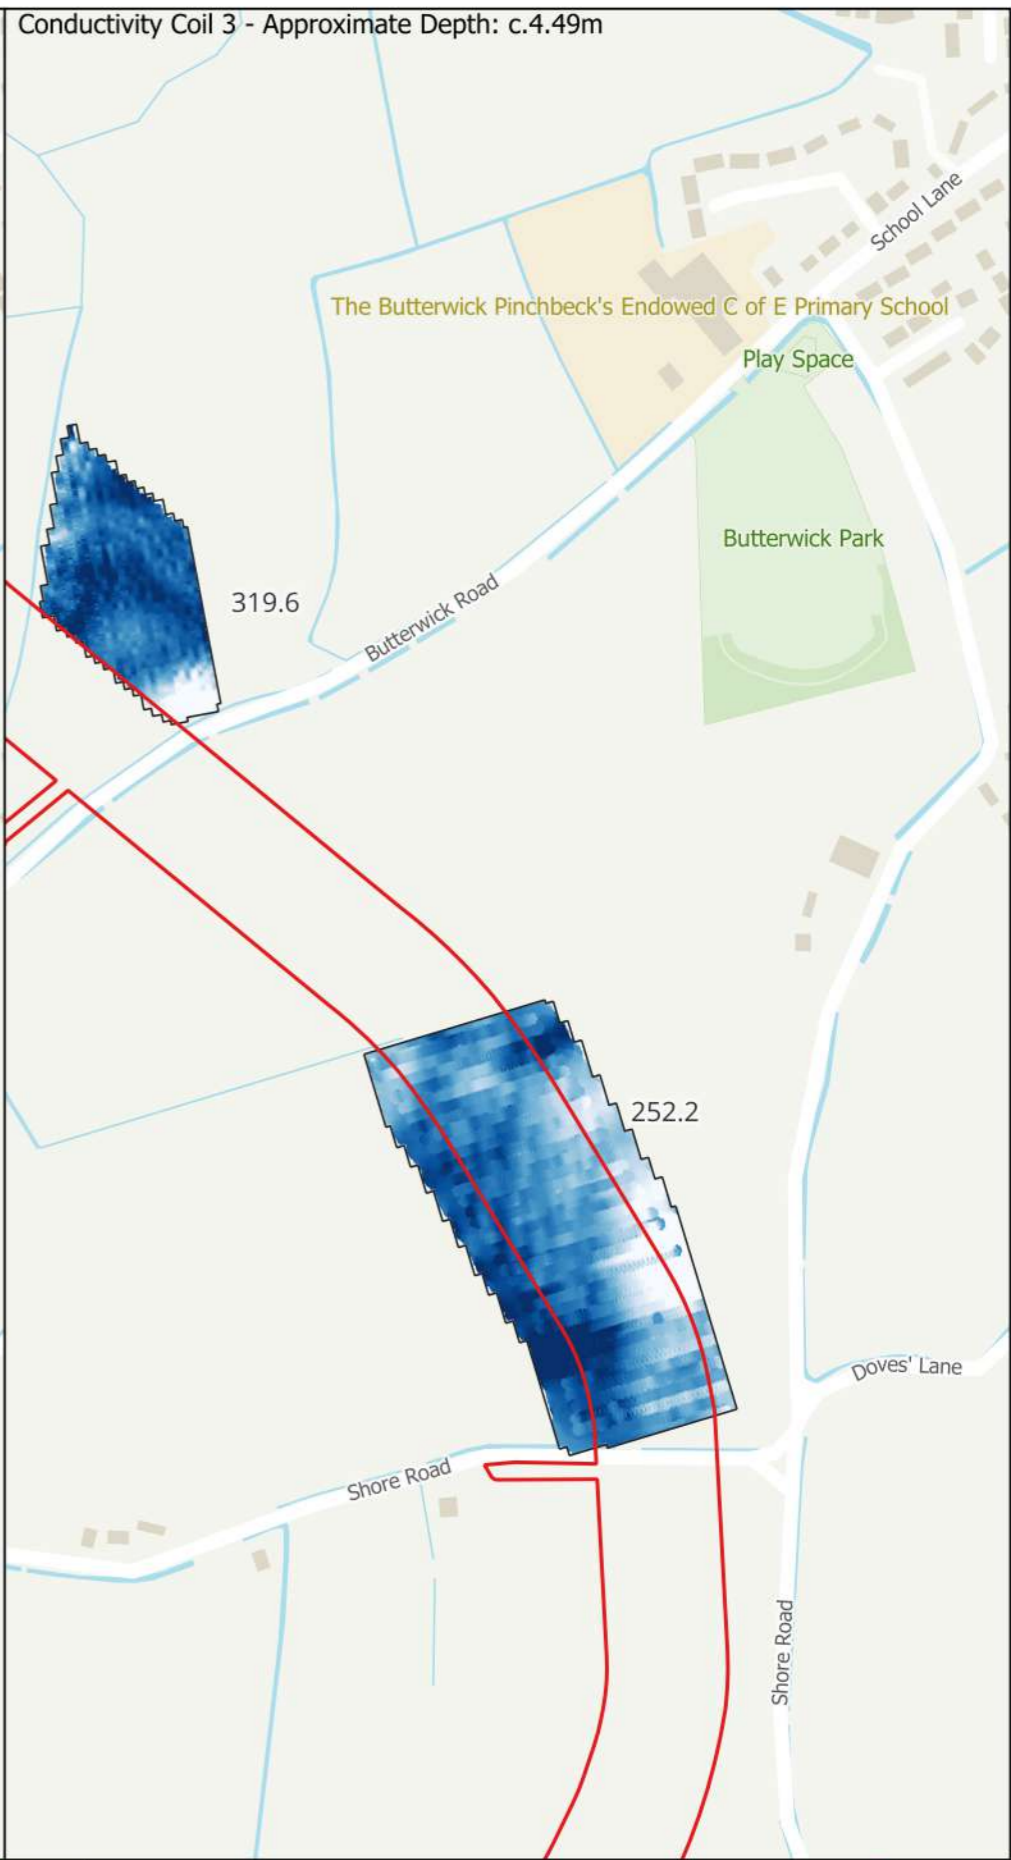 Conductivity Coil 3 - Approximate Depth: c.4.49m
School Lane
The Butterwick Pinchbeck's Endowed C of E Primary School
Play Space
Butterwick Park
319.6
Butterwick Road
252.2
Doves' Lane
Shore Road
Shore Road